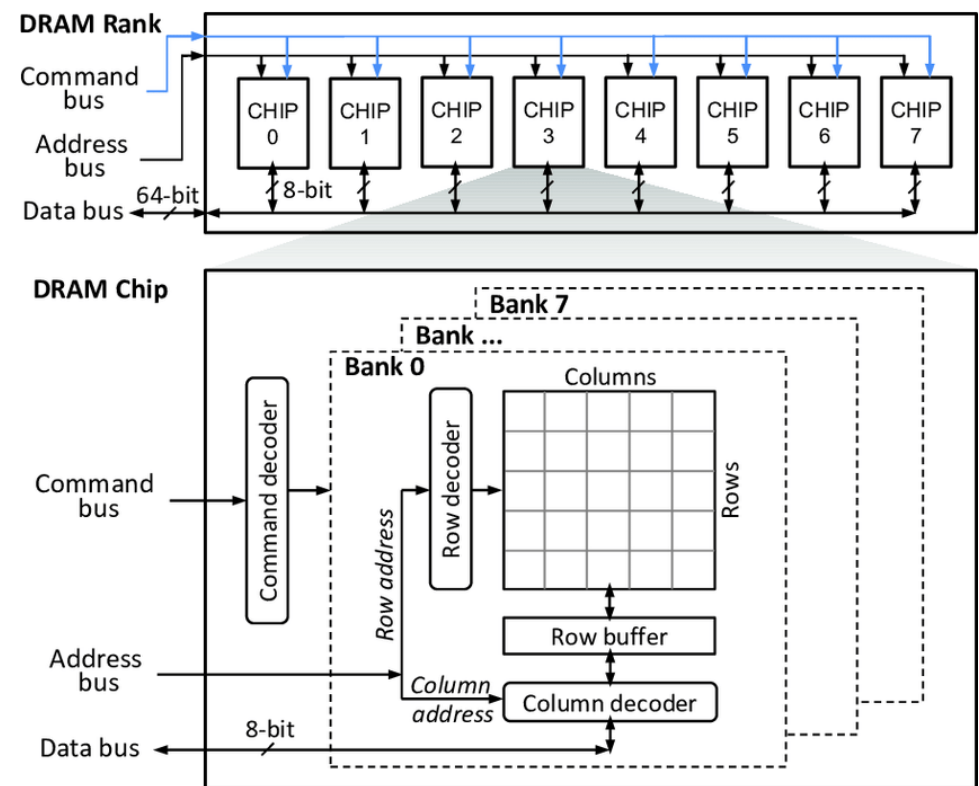 DRAM Rank
Command
bus
Address
bus
64-bit
Data bus
CHIP
0
CHIP
1
CHIP
2
CHIP
3
CHIP
4
CHIP
5
CHIP
6
CHIP
7
8-bit
DRAM Chip
Bank 7
Bank ...
Bank 0
Columns
Rows
Command decoder
Row decoder
Command
bus
Row address
Row buffer
Address
bus
Column
address
Column decoder
8-bit
Data bus